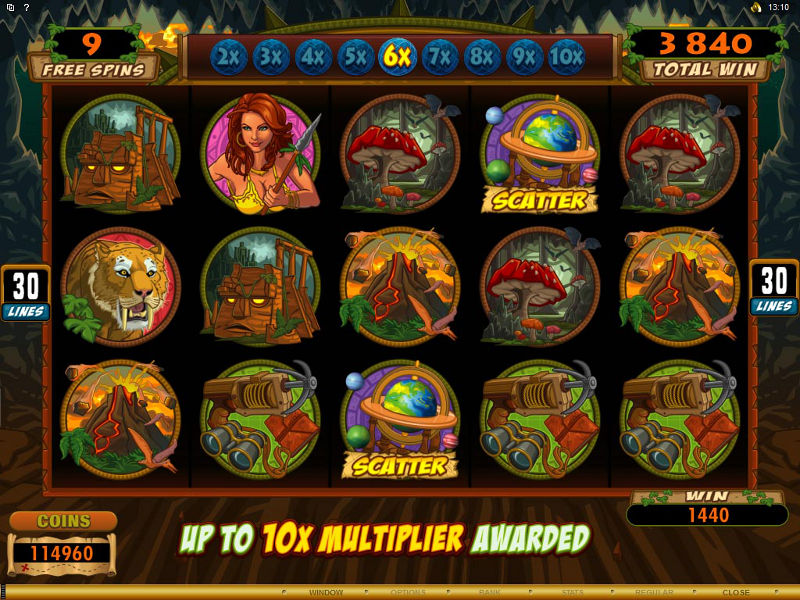 ? 13:10
9
FREE SPINS
2x 3x 4x 5x 6x 7x 8x 9x 10x
3 840
TOTAL WIN
SCATTER
30
LINES
30
LINES
SCATTER
WIN
1440
COINS
114960
UP TO 10X MULTIPLIER AWARDED
WINDOW OPTIONS BANK STATS REGULAR CLOSE